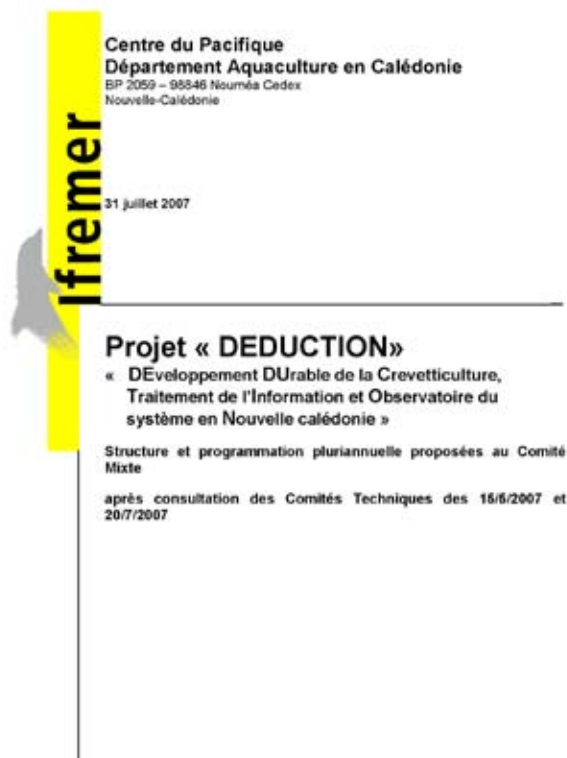 Centre du Pacifique
Département Aquaculture en Calédonie
BP 2059 – 98846 Nouméa Cedex
Nouvelle-Calédonie
Ifremer
31 juillet 2007
Projet « DEDUCTION»
« DEveloppement DUrable de la Crevetticulture,
Traitement de l'Information et Observatoire du
système en Nouvelle calédonie »
Structure et programmation pluriannuelle proposées au Comité
Mixte
après consultation des Comités Techniques des 15/5/2007 et
20/7/2007